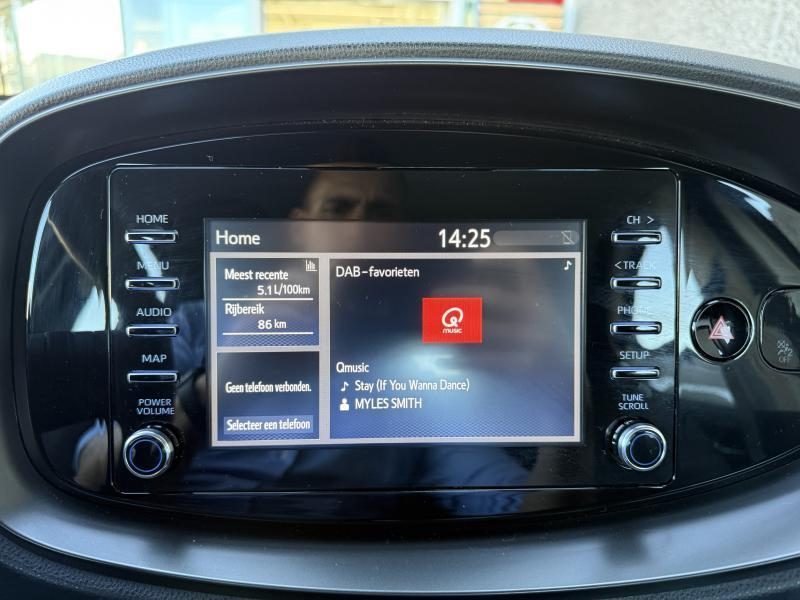 HOME
MENU
AUDIO
MAP
POWER
VOLUME
Home
14:25
Meest recente
5.1 L/100km
Rijbereik
86 km
Geen telefoon verbonden.
Selecteer een telefoon
DAB-favorieten
Q
music
Qmusic
Stay (If You Wanna Dance)
MYLES SMITH
CH >
< TRACK
PHONE
SETUP
TUNE
SCROLL
OFF